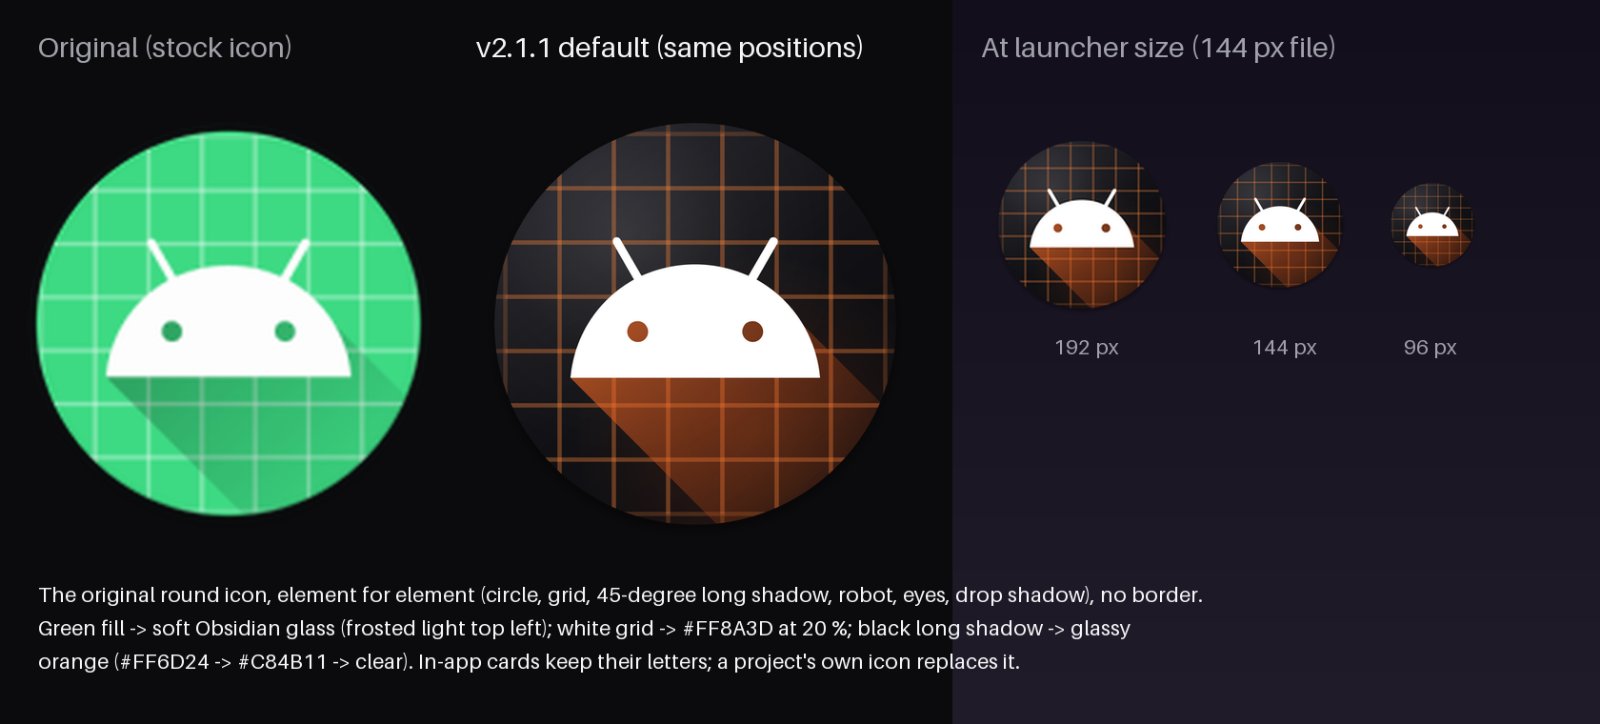 Original (stock icon)
v2.1.1 default (same positions)
At launcher size (144 px file)
192 px
144 px
96 px
The original round icon, element for element (circle, grid, 45-degree long shadow, robot, eyes, drop shadow), no border.
Green fill -> soft Obsidian glass (frosted light top left); white grid -> #FF8A3D at 20 %; black long shadow -> glassy
orange (#FF6D24 -> #C84B11 -> clear). In-app cards keep their letters; a project's own icon replaces it.